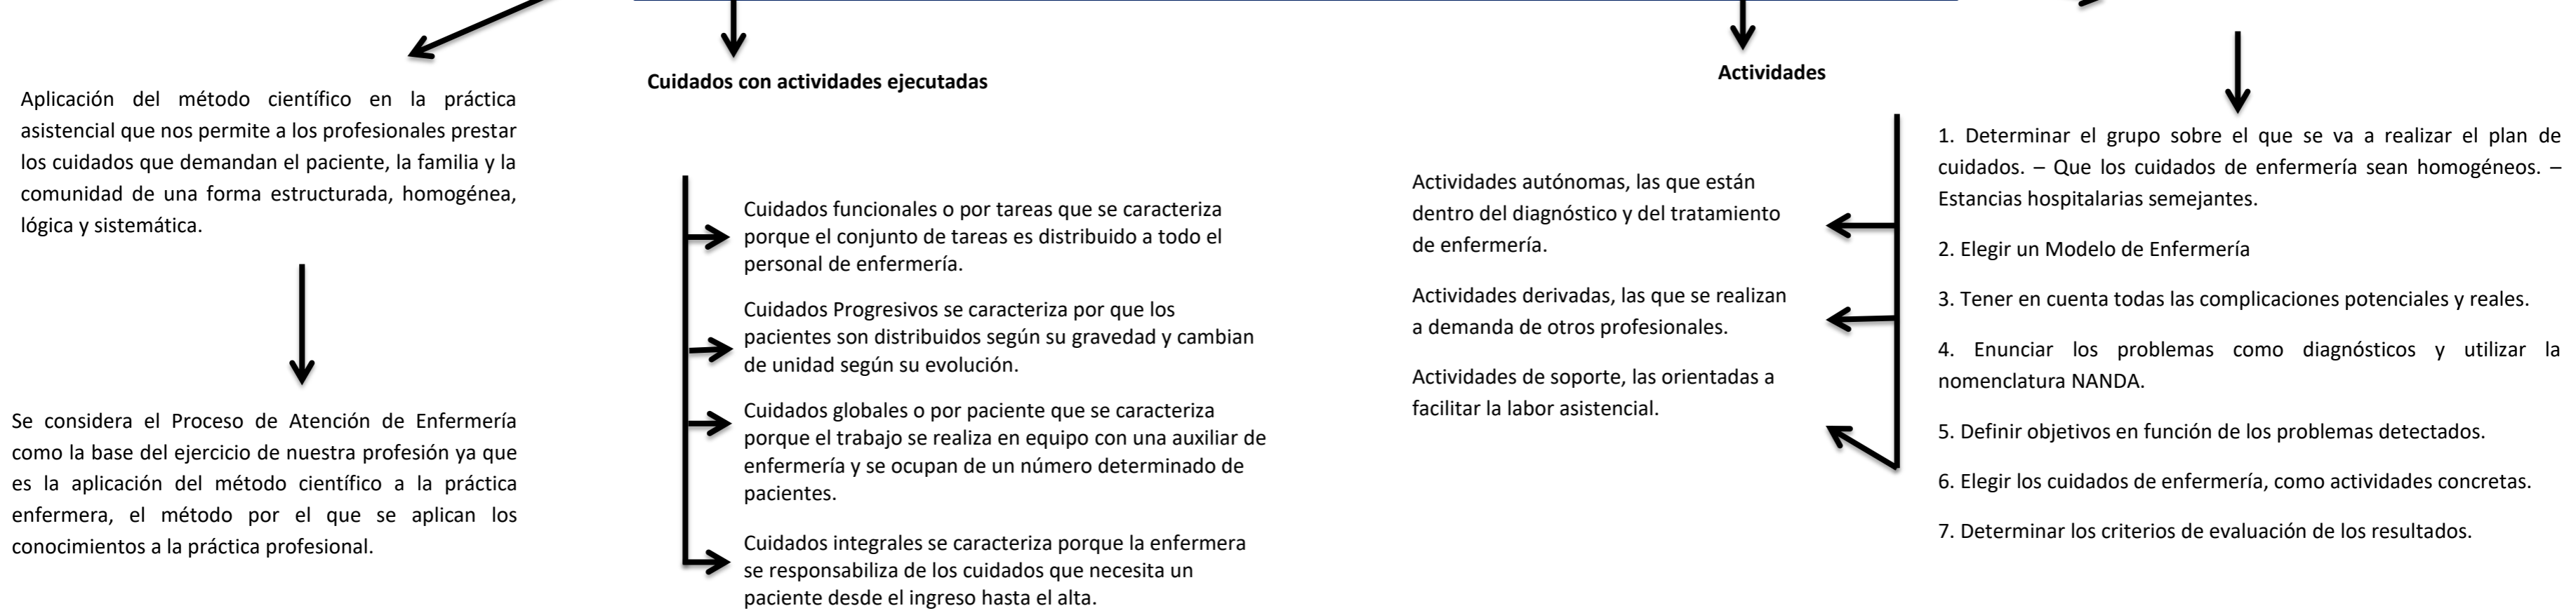 Aplicación del método científico en la práctica
asistencial que nos permite a los profesionales prestar
los cuidados que demandan el paciente, la familia y la
comunidad de una forma estructurada, homogénea,
lógica y sistemática.
Se considera el Proceso de Atención de Enfermería
como la base del ejercicio de nuestra profesión ya que
es la aplicación del método científico a la práctica
enfermera, el método por el que se aplican los
conocimientos a la práctica profesional.
Cuidados con actividades ejecutadas
Cuidados funcionales o por tareas que se caracteriza
porque el conjunto de tareas es distribuido a todo el
personal de enfermería.
Cuidados Progresivos se caracteriza por que los
pacientes son distribuidos según su gravedad y cambian
de unidad según su evolución.
Cuidados globales o por paciente que se caracteriza
porque el trabajo se realiza en equipo con una auxiliar de
enfermería y se ocupan de un número determinado de
pacientes.
Cuidados integrales se caracteriza porque la enfermera
se responsabiliza de los cuidados que necesita un
paciente desde el ingreso hasta el alta.
Actividades
Actividades autónomas, las que están
dentro del diagnóstico y del tratamiento
de enfermería.
Actividades derivadas, las que se realizan
a demanda de otros profesionales.
Actividades de soporte, las orientadas a
facilitar la labor asistencial.
1. Determinar el grupo sobre el que se va a realizar el plan de
cuidados. – Que los cuidados de enfermería sean homogéneos. –
Estancias hospitalarias semejantes.
2. Elegir un Modelo de Enfermería
3. Tener en cuenta todas las complicaciones potenciales y reales.
4. Enunciar los problemas como diagnósticos y utilizar la
nomenclatura NANDA.
5. Definir objetivos en función de los problemas detectados.
6. Elegir los cuidados de enfermería, como actividades concretas.
7. Determinar los criterios de evaluación de los resultados.